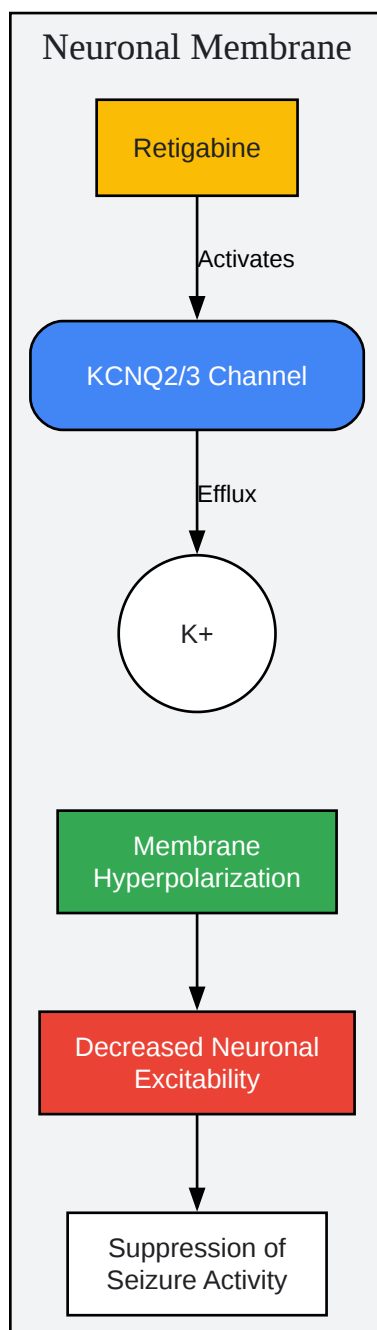 Neuronal Membrane
Retigabine
Activates
KCNQ2/3 Channel
Efflux
K+
Membrane
Hyperpolarization
Decreased Neuronal
Excitability
Suppression of
Seizure Activity